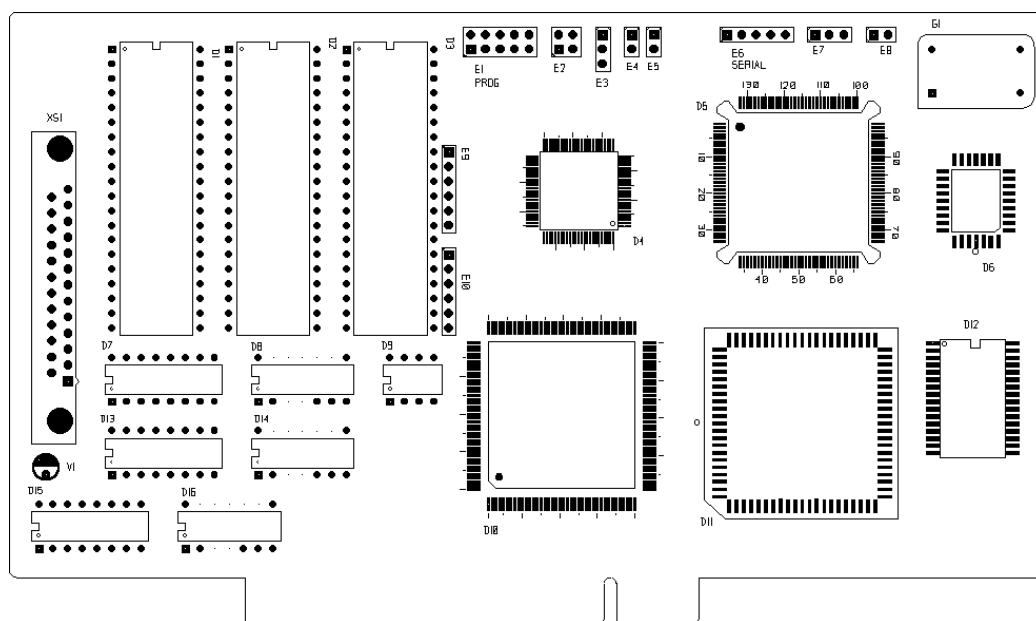 XS1
D1
D2
D3
E1
PROG
E2
E3
E4
E5
E6
SERIAL
E7
E8
G1
E9
E10
D4
D5
130 120 110 100
10
20
30
90
80
70
40 50 60
D6
D7
D8
D9
D12
D13
D14
V1
D15
D16
D10
D11